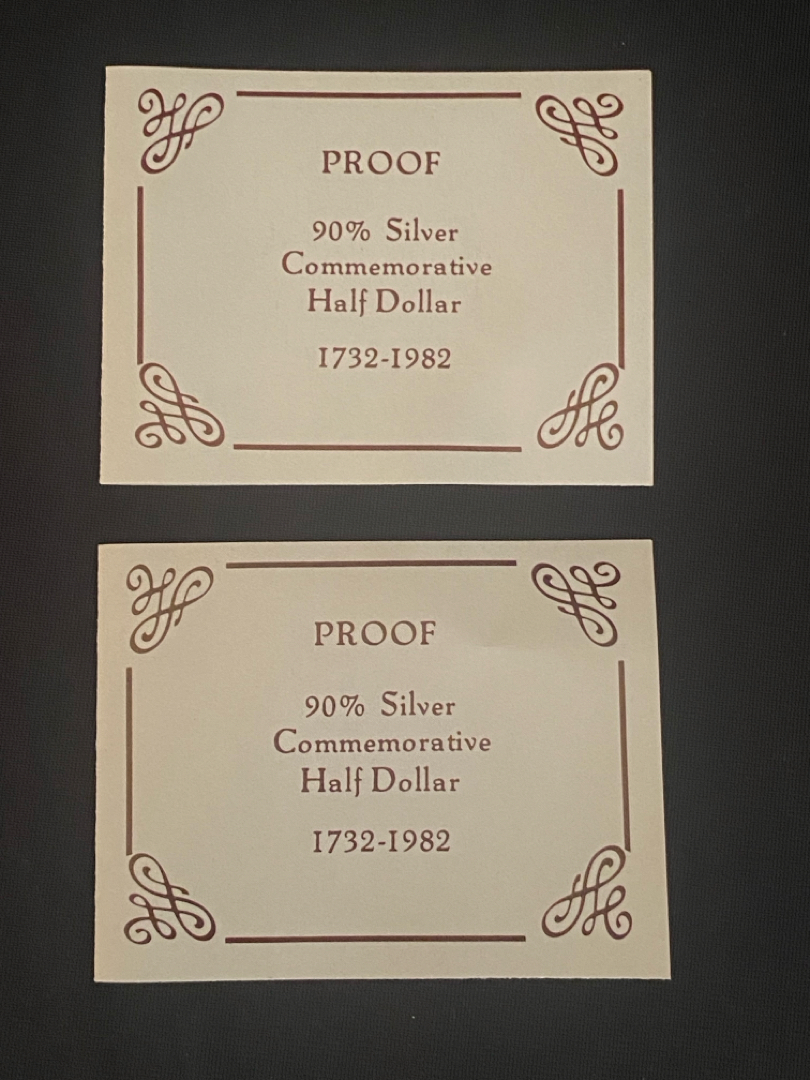 PROOF
90% Silver
Commemorative
Half Dollar
1732-1982
PROOF
90% Silver
Commemorative
Half Dollar
1732-1982